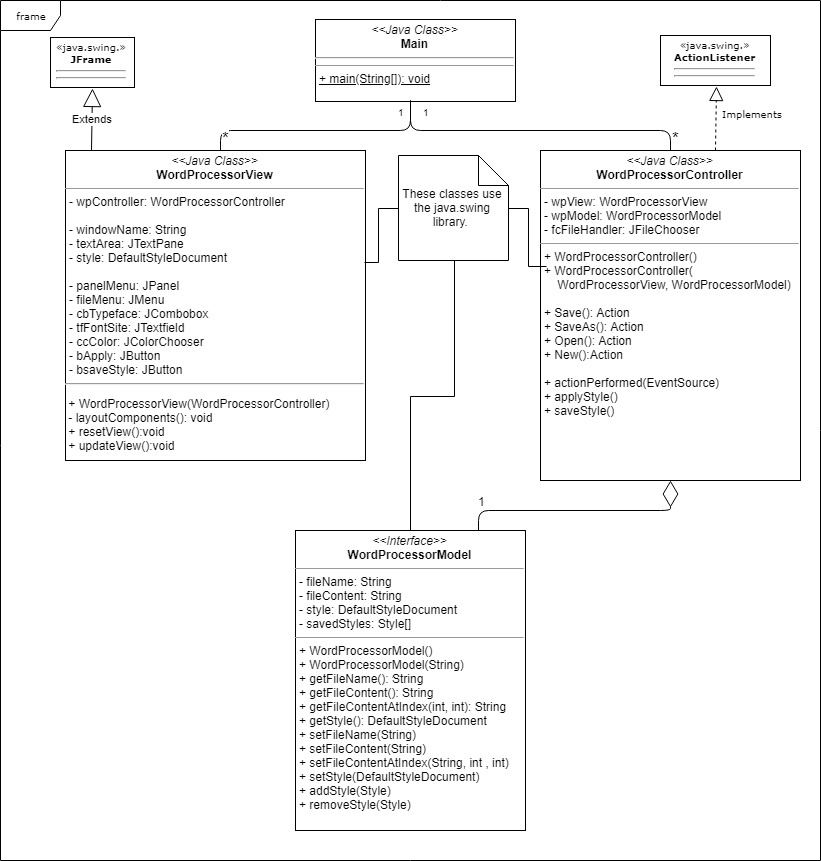 frame
«java.swing.»
JFrame
Extends
<<Java Class>>
Main
+ main(String[]): void
1
1
*
*
«java.swing.»
ActionListener
Implements
<<Java Class>>
WordProcessorView
- wpController: WordProcessorController
- windowName: String
- textArea: JTextPane
- style: DefaultStyleDocument
- panelMenu: JPanel
- fileMenu: JMenu
- cbTypeface: JCombobox
- tfFontSite: JTextfield
- ccColor: JColorChooser
- bApply: JButton
- bsaveStyle: JButton
+ WordProcessorView(WordProcessorController)
- layoutComponents(): void
+ resetView():void
+ updateView():void
These classes use
the java.swing
library.
<<Java Class>>
WordProcessorController
- wpView: WordProcessorView
- wpModel: WordProcessorModel
- fcFileHandler: JFileChooser
+ WordProcessorController()
+ WordProcessorController(
WordProcessorView, WordProcessorModel)
+ Save(): Action
+ SaveAs(): Action
+ Open(): Action
+ New():Action
+ actionPerformed(EventSource)
+ applyStyle()
+ saveStyle()
1
<<Interface>>
WordProcessorModel
- fileName: String
- fileContent: String
- style: DefaultStyleDocument
- savedStyles: Style[]
+ WordProcessorModel()
+ WordProcessorModel(String)
+ getFileName(): String
+ getFileContent(): String
+ getFileContentAtIndex(int, int): String
+ getStyle(): DefaultStyleDocument
+ setFileName(String)
+ setFileContent(String)
+ setFileContentAtIndex(String, int , int)
+ setStyle(DefaultStyleDocument)
+ addStyle(Style)
+ removeStyle(Style)